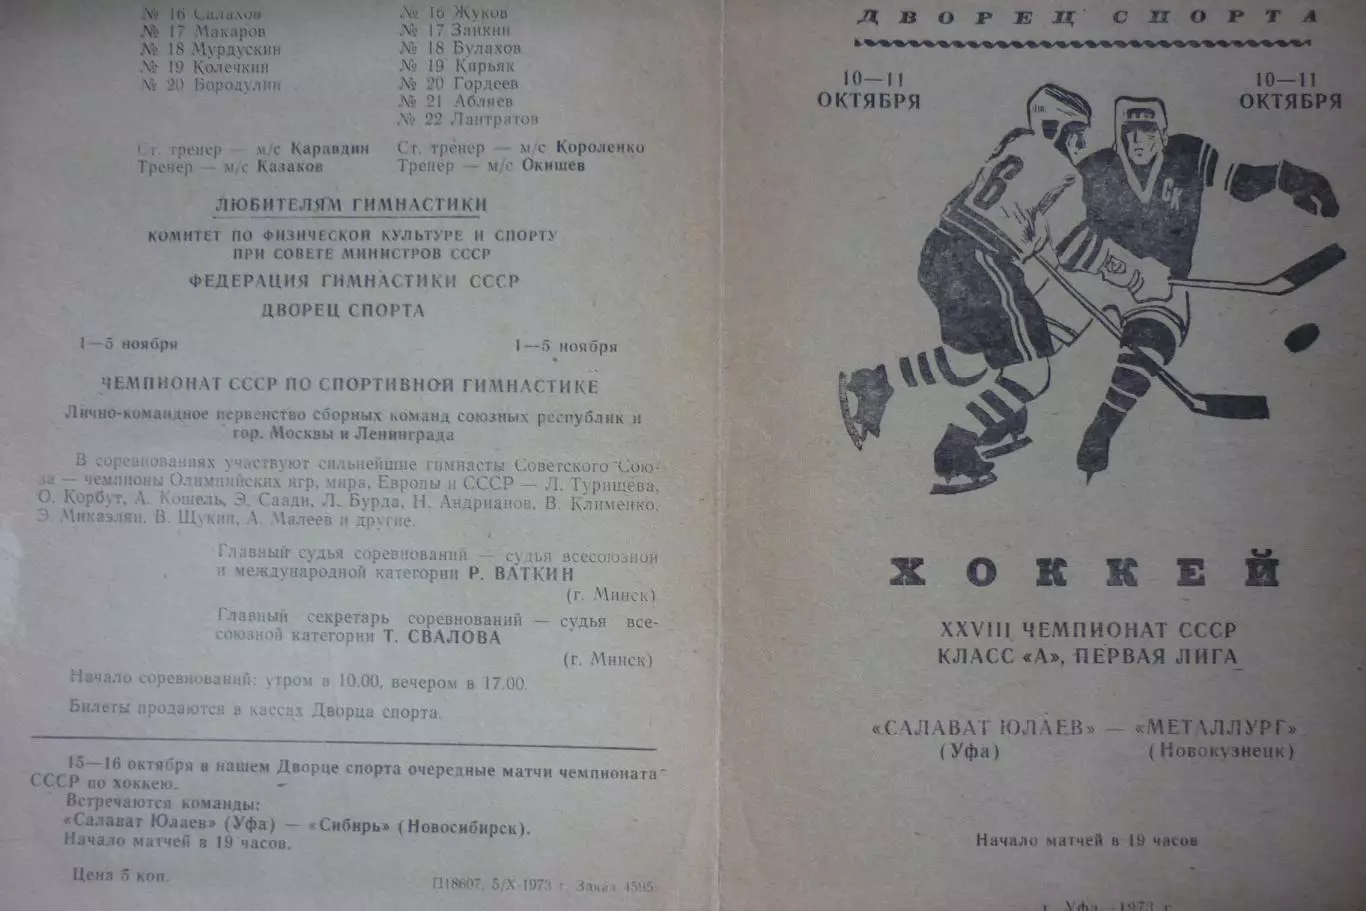 № 16 Салахов
№ 17 Макаров
№ 18 Мурдускин
№ 19 Колечкин
№ 20 Бородулин
№ 16 Жуков
№ 17 Заикин
№ 18 Булахов
№ 19 Кирьяк
№ 20 Гордеев
№ 21 Абляев
№ 22 Лантратов
Ст. тренер — м/с Каравдин
Тренер — м/с Казаков
Ст. тренер — м/с Короленко
Тренер — м/с Окишев
ЛЮБИТЕЛЯМ ГИМНАСТИКИ
КОМИТЕТ ПО ФИЗИЧЕСКОЙ КУЛЬТУРЕ И СПОРТУ
ПРИ СОВЕТЕ МИНИСТРОВ СССР
ФЕДЕРАЦИЯ ГИМНАСТИКИ СССР
ДВОРЕЦ СПОРТА
1—5 ноября 1—5 ноября
ЧЕМПИОНАТ СССР ПО СПОРТИВНОЙ ГИМНАСТИКЕ
Лично-командное первенство сборных команд союзных республик и
гор. Москвы и Ленинграда
В соревнованиях участвуют сильнейшие гимнасты Советского Сою-
за — чемпионы Олимпийских игр, мира, Европы и СССР — Л. Турищева,
О. Корбут, А. Кошель, Э. Саади, Л. Бурда, Н. Андрианов, В. Клименко,
Э. Микаэлян, В. Щукин, А. Малеев и другие.
Главный судья соревнований — судья всесоюзной
и международной категории Р. ВАТКИН
(г. Минск)
Главный секретарь соревнований — судья все-
союзной категории Т. СВАЛОВА
(г. Минск)
Начало соревнований: утром в 10.00, вечером в 17.00.
Билеты продаются в кассах Дворца спорта.
15—16 октября в нашем Дворце спорта очередные матчи чемпионата
СССР по хоккею.
Встречаются команды:
«Салават Юлаев» (Уфа) — «Сибирь» (Новосибирск).
Начало матчей в 19 часов.
Цена 5 коп.
П18607, 5/X-1973 г. Заказ 4595
ДВОРЕЦ СПОРТА
10—11
ОКТЯБРЯ
10—11
ОКТЯБРЯ
6
СК
ХОККЕЙ
XXVIII ЧЕМПИОНАТ СССР
КЛАСС «А», ПЕРВАЯ ЛИГА
«САЛАВАТ ЮЛАЕВ» — «МЕТАЛЛУРГ»
(Уфа) (Новокузнецк)
Начало матчей в 19 часов
г. Уфа—1973 г.